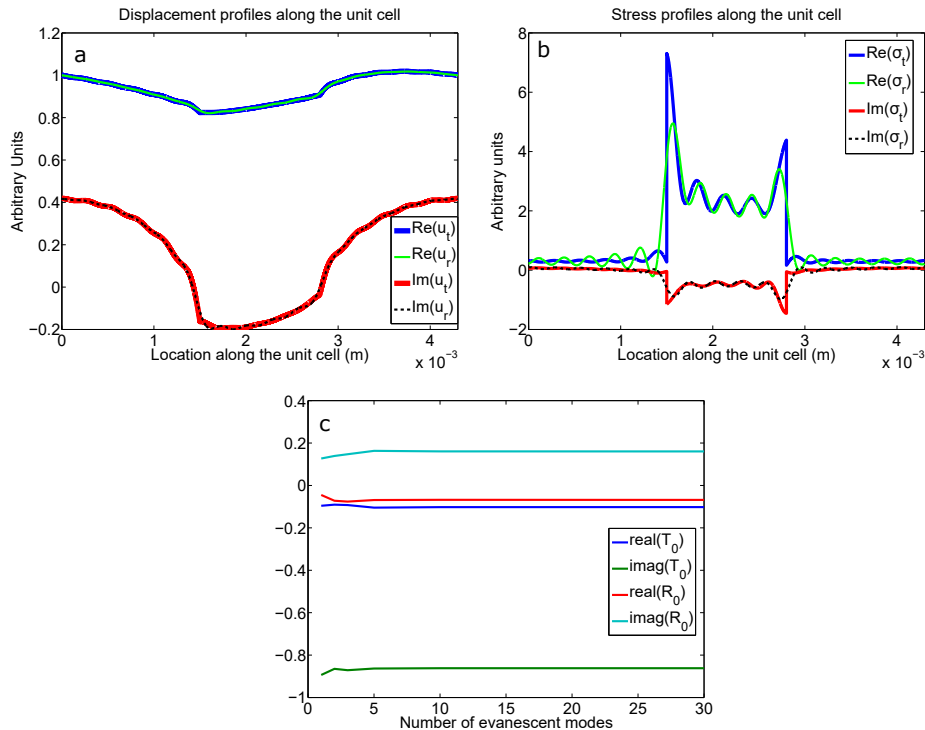 Displacement profiles along the unit cell
a
1.2
1
0.8
0.6
0.4
0.2
0
−0.2
0
1
2
3
4
x 10⁻³
Arbitrary Units
Location along the unit cell (m)
Re(u_t)
Re(u_r)
Im(u_t)
Im(u_r)
Stress profiles along the unit cell
b
8
6
4
2
0
−2
0
1
2
3
4
x 10⁻³
Arbitrary units
Location along the unit cell (m)
Re(σ_t)
Re(σ_r)
Im(σ_t)
Im(σ_r)
c
0.4
0.2
0
−0.2
−0.4
−0.6
−0.8
−1
0
5
10
15
20
25
30
Arbitrary Units
Number of evanescent modes
real(T_0)
imag(T_0)
real(R_0)
imag(R_0)